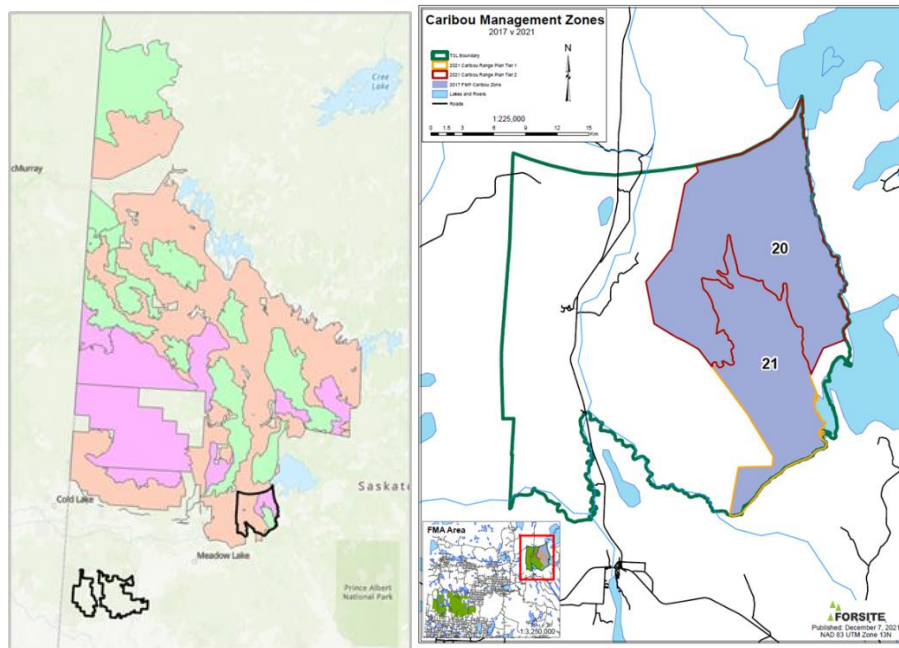 Cree
Lake
cMurray
Cold Lake
Saskat
Meadow Lake
Prince Albert
National Park
Caribou Management Zones
2017 v 2021
TSL Boundary
2021 Caribou Range Plan Tier 1
2021 Caribou Range Plan Tier 2
2017 FMP Caribou Zone
Lakes and Rivers
Roads
N
1:225,000
0 1.5 3 6 9 12 15
Km
20
21
FMA Area
1:3,250,000
FORSITE
Published: December 7, 2021
NAD 83 UTM Zone 13N